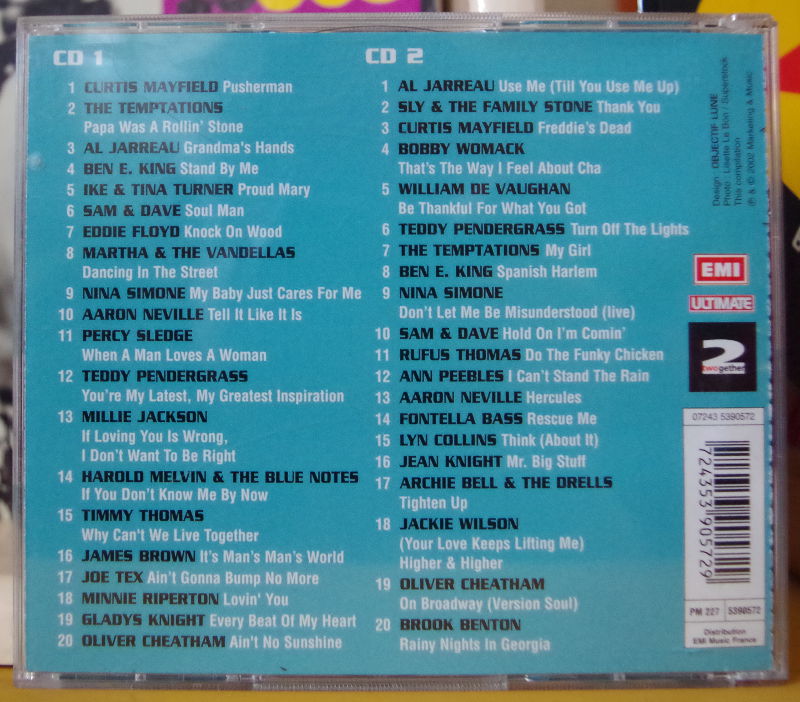 CD 1
1 CURTIS MAYFIELD Pusherman
2 THE TEMPTATIONS
Papa Was A Rollin' Stone
3 AL JARREAU Grandma's Hands
4 BEN E. KING Stand By Me
5 IKE & TINA TURNER Proud Mary
6 SAM & DAVE Soul Man
7 EDDIE FLOYD Knock On Wood
8 MARTHA & THE VANDELLAS
Dancing In The Street
9 NINA SIMONE My Baby Just Cares For Me
10 AARON NEVILLE Tell It Like It Is
11 PERCY SLEDGE
When A Man Loves A Woman
12 TEDDY PENDERGRASS
You're My Latest, My Greatest Inspiration
13 MILLIE JACKSON
If Loving You Is Wrong,
I Don't Want To Be Right
14 HAROLD MELVIN & THE BLUE NOTES
If You Don't Know Me By Now
15 TIMMY THOMAS
Why Can't We Live Together
16 JAMES BROWN It's Man's Man's World
17 JOE TEX Ain't Gonna Bump No More
18 MINNIE RIPERTON Lovin' You
19 GLADYS KNIGHT Every Beat Of My Heart
20 OLIVER CHEATHAM Ain't No Sunshine
CD 2
1 AL JARREAU Use Me (Till You Use Me Up)
2 SLY & THE FAMILY STONE Thank You
3 CURTIS MAYFIELD Freddie's Dead
4 BOBBY WOMACK
That's The Way I Feel About Cha
5 WILLIAM DE VAUGHAN
Be Thankful For What You Got
6 TEDDY PENDERGRASS Turn Off The Lights
7 THE TEMPTATIONS My Girl
8 BEN E. KING Spanish Harlem
9 NINA SIMONE
Don't Let Me Be Misunderstood (live)
10 SAM & DAVE Hold On I'm Comin'
11 RUFUS THOMAS Do The Funky Chicken
12 ANN PEEBLES I Can't Stand The Rain
13 AARON NEVILLE Hercules
14 FONTELLA BASS Rescue Me
15 LYN COLLINS Think (About It)
16 JEAN KNIGHT Mr. Big Stuff
17 ARCHIE BELL & THE DRELLS
Tighten Up
18 JACKIE WILSON
(Your Love Keeps Lifting Me)
Higher & Higher
19 OLIVER CHEATHAM
On Broadway (Version Soul)
20 BROOK BENTON
Rainy Nights In Georgia
Design : OBJECTIF LUNE
Photo : Lisette Le Bon / Superstock
This compilation
℗ & © 2002 Marketing & Music
EMI
ULTIMATE
2
twogether
07243 5390572
724353905729
PM 227 5390572
Distribution
EMI Music France